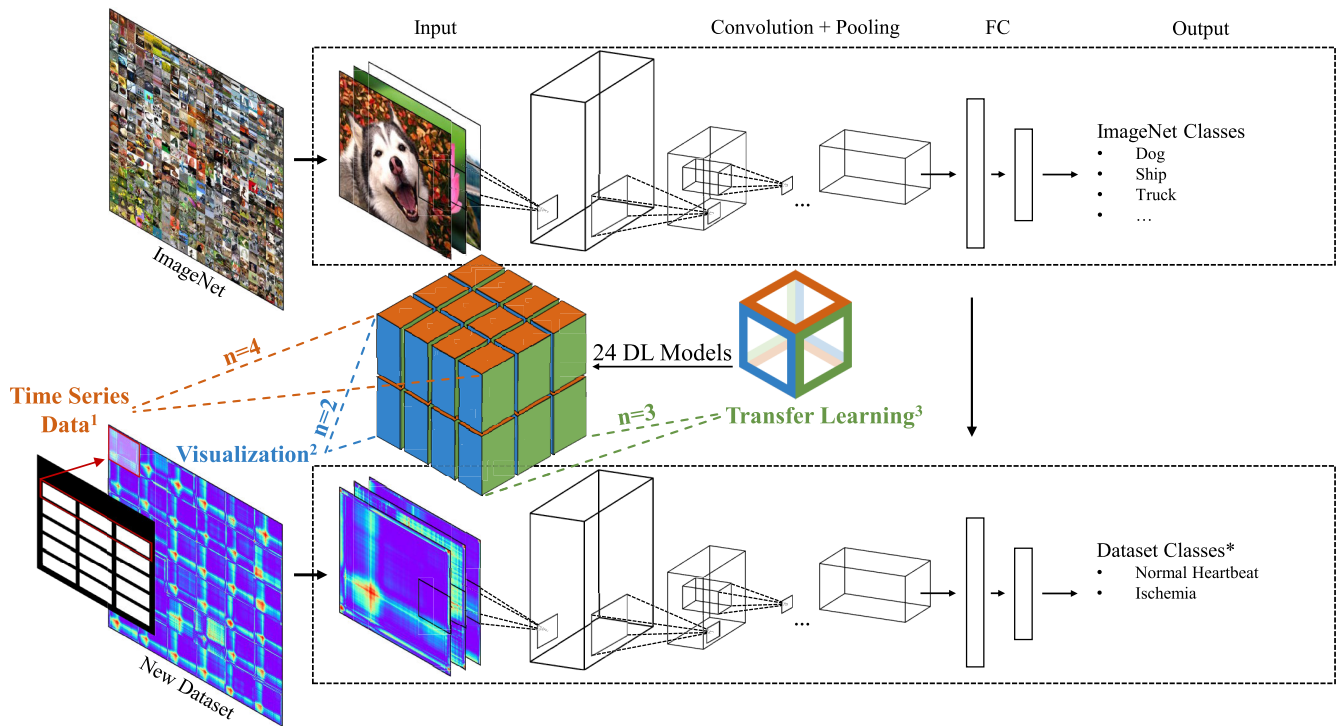 Input
Convolution + Pooling
FC
Output
ImageNet
ImageNet Classes
• Dog
• Ship
• Truck
• …
...
n=4
24 DL Models
Time Series
Data¹
n=2
n=3
Transfer Learning³
Visualization²
New Dataset
Dataset Classes*
• Normal Heartbeat
• Ischemia
...